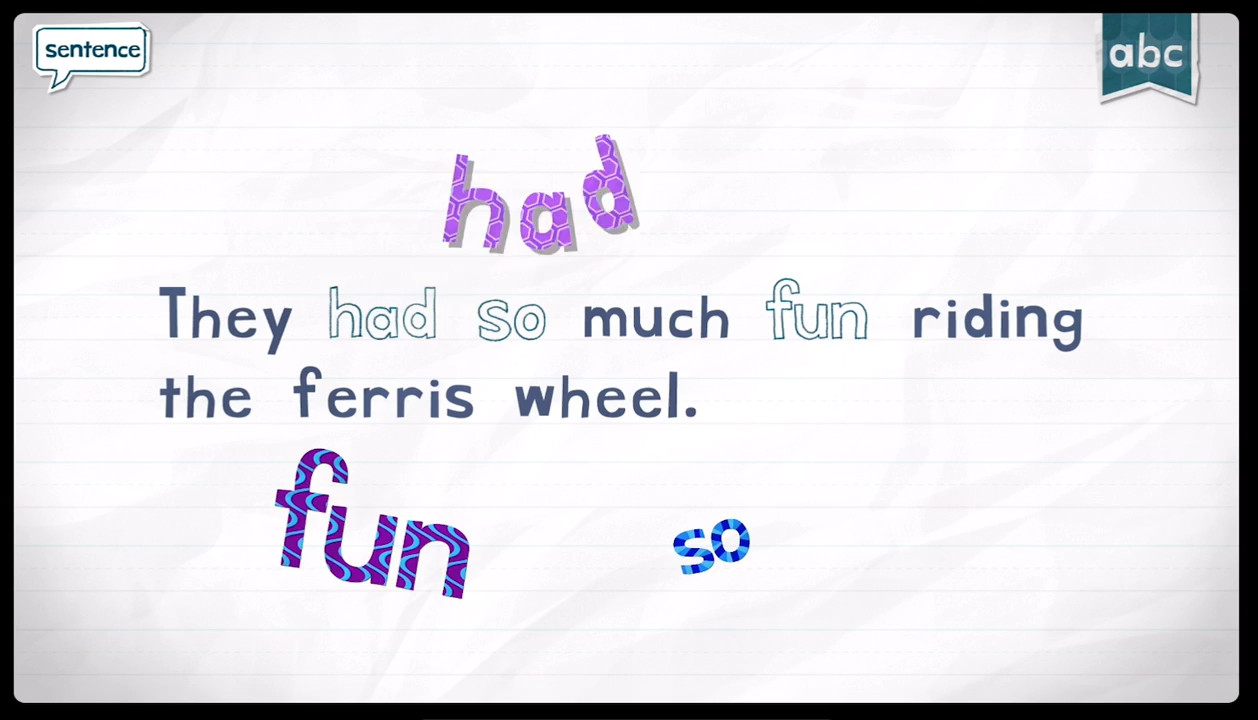 sentence
abc
had
They had so much fun riding
the ferris wheel.
fun
so